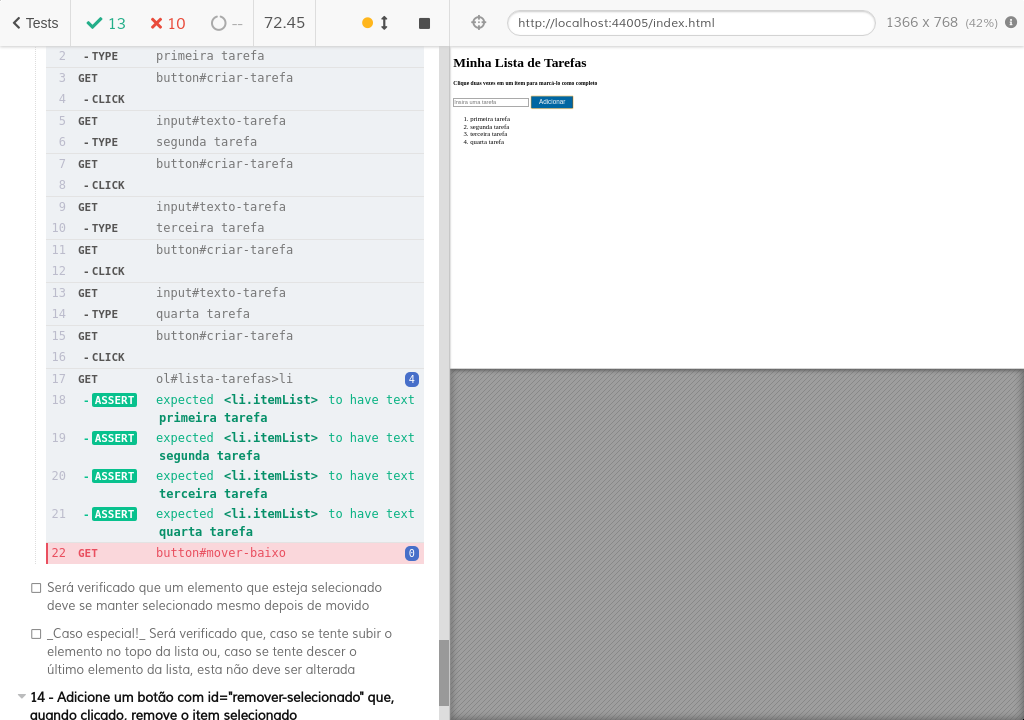 Tests 13 10 -- 72.45 http://localhost:44005/index.html 1366 x 768 (42%)
2 - TYPE primeira tarefa
3 GET button#criar-tarefa
4 - CLICK
5 GET input#texto-tarefa
6 - TYPE segunda tarefa
7 GET button#criar-tarefa
8 - CLICK
9 GET input#texto-tarefa
10 - TYPE terceira tarefa
11 GET button#criar-tarefa
12 - CLICK
13 GET input#texto-tarefa
14 - TYPE quarta tarefa
15 GET button#criar-tarefa
16 - CLICK
17 GET ol#lista-tarefas>li 4
18 - ASSERT expected <li.itemList> to have text
primeira tarefa
19 - ASSERT expected <li.itemList> to have text
segunda tarefa
20 - ASSERT expected <li.itemList> to have text
terceira tarefa
21 - ASSERT expected <li.itemList> to have text
quarta tarefa
22 GET button#mover-baixo 0
Será verificado que um elemento que esteja selecionado
deve se manter selecionado mesmo depois de movido
_Caso especial!_ Será verificado que, caso se tente subir o
elemento no topo da lista ou, caso se tente descer o
último elemento da lista, esta não deve ser alterada
14 - Adicione um botão com id="remover-selecionado" que,
quando clicado, remove o item selecionado
Minha Lista de Tarefas
Clique duas vezes em um item para marcá-lo como completo
Insira uma tarefa Adicionar
1. primeira tarefa
2. segunda tarefa
3. terceira tarefa
4. quarta tarefa